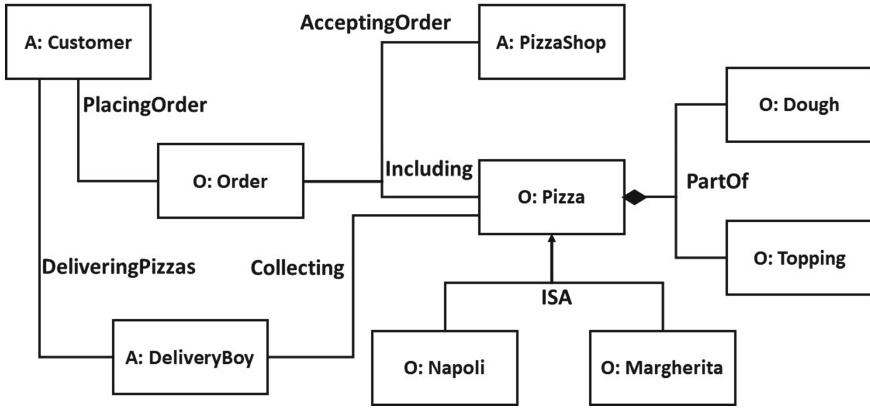 AcceptingOrder
A: Customer
A: PizzaShop
PlacingOrder
O: Dough
Including
O: Order
PartOf
O: Pizza
DeliveringPizzas
Collecting
O: Topping
ISA
A: DeliveryBoy
O: Napoli
O: Margherita